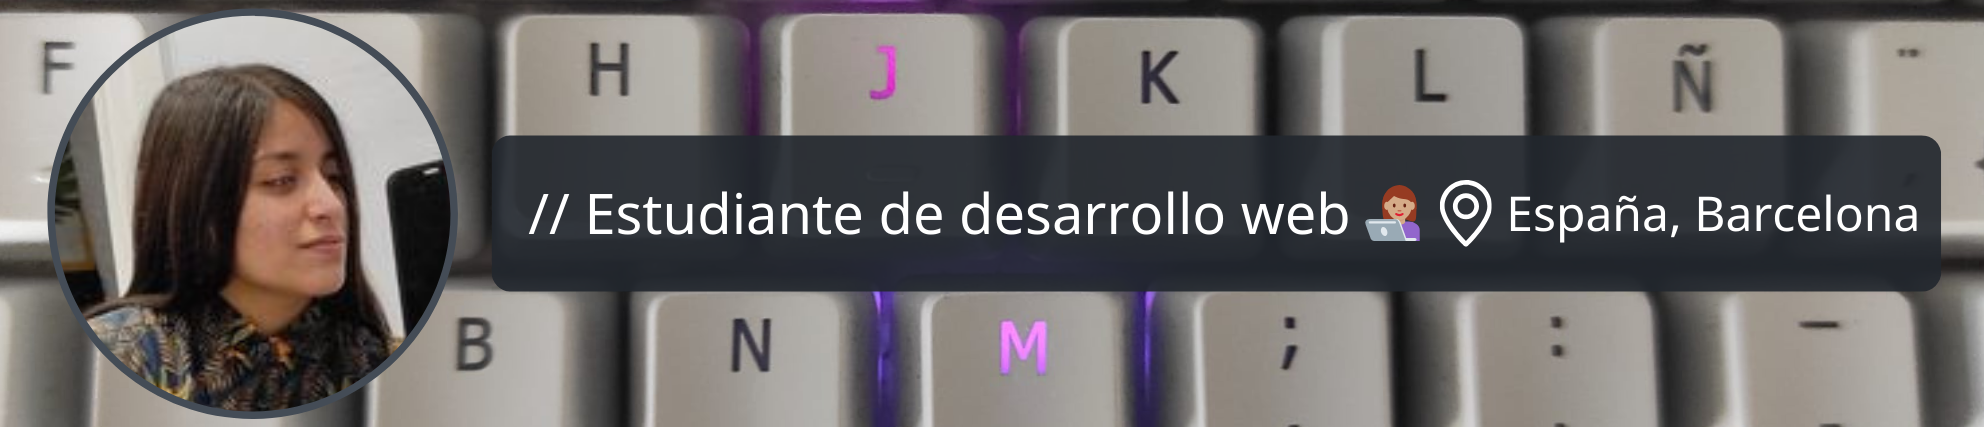 F H J K L Ñ ¨
// Estudiante de desarrollo web España, Barcelona
B N M ; : _